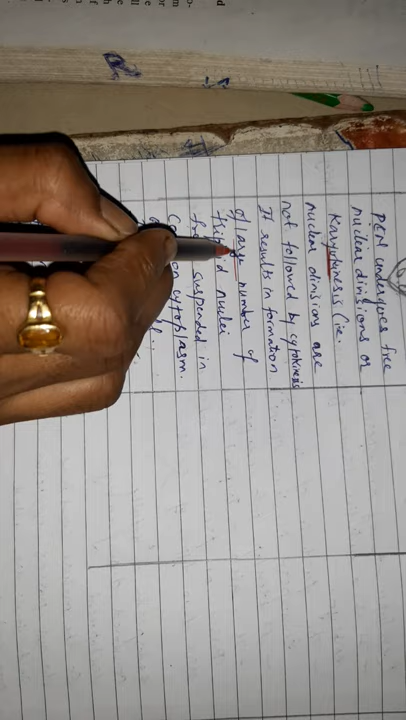 PEN undergoes free
nuclear divisions or
Karyokinesis (i.e.
nuclear divisions are
not followed by cytokinesis
It results in formation
of large number of
nuclei
suspended in
cytoplasm.